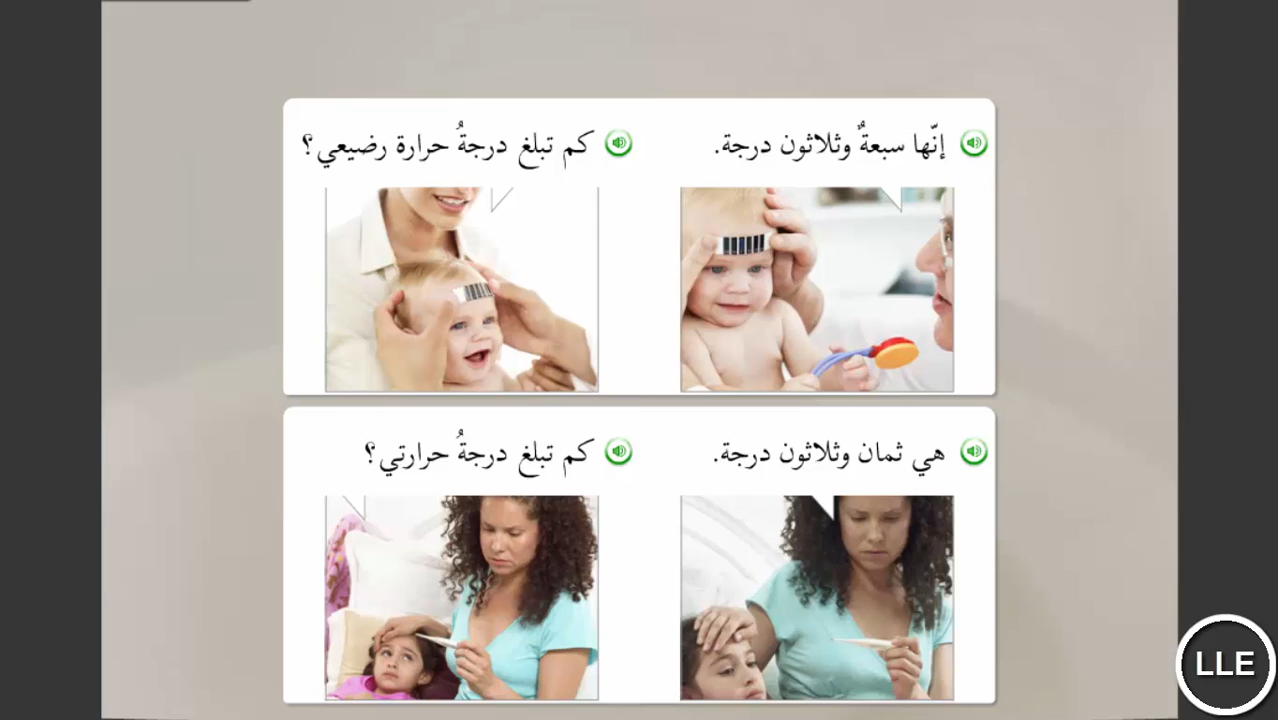 إنّها سبعةٌ وثلاثون درجة.
كم تبلغ درجةُ حرارة رضيعي؟
هي ثمان وثلاثون درجة.
كم تبلغ درجةُ حرارتي؟
LLE